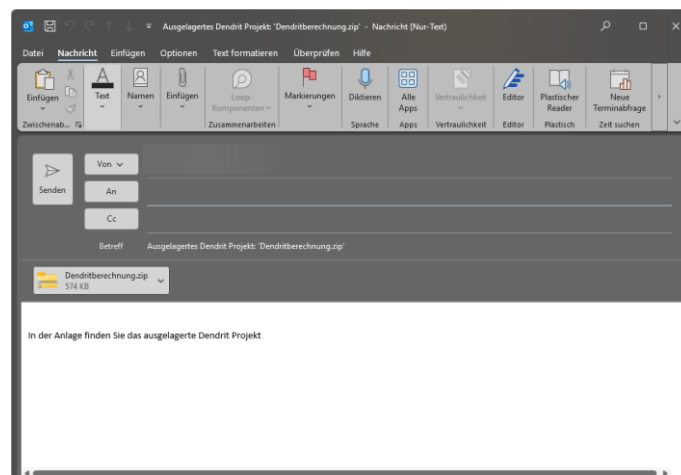 Ausgelagertes Dendrit Projekt: 'Dendritberechnung.zip' - Nachricht (Nur-Text)
Datei Nachricht Einfügen Optionen Text formatieren Überprüfen Hilfe
Einfügen Text Namen Einfügen Loop-Komponenten Markierungen Diktieren Alle Apps Vertraulichkeit Editor Plastischer Reader Neue Terminabfrage
Zwischenab... Zusammenarbeiten Sprache Apps Vertraulichkeit Editor Plastisch Zeit suchen
Senden
Von
An
Cc
Betreff Ausgelagertes Dendrit Projekt: 'Dendritberechnung.zip'
Dendritberechnung.zip
574 KB
In der Anlage finden Sie das ausgelagerte Dendrit Projekt